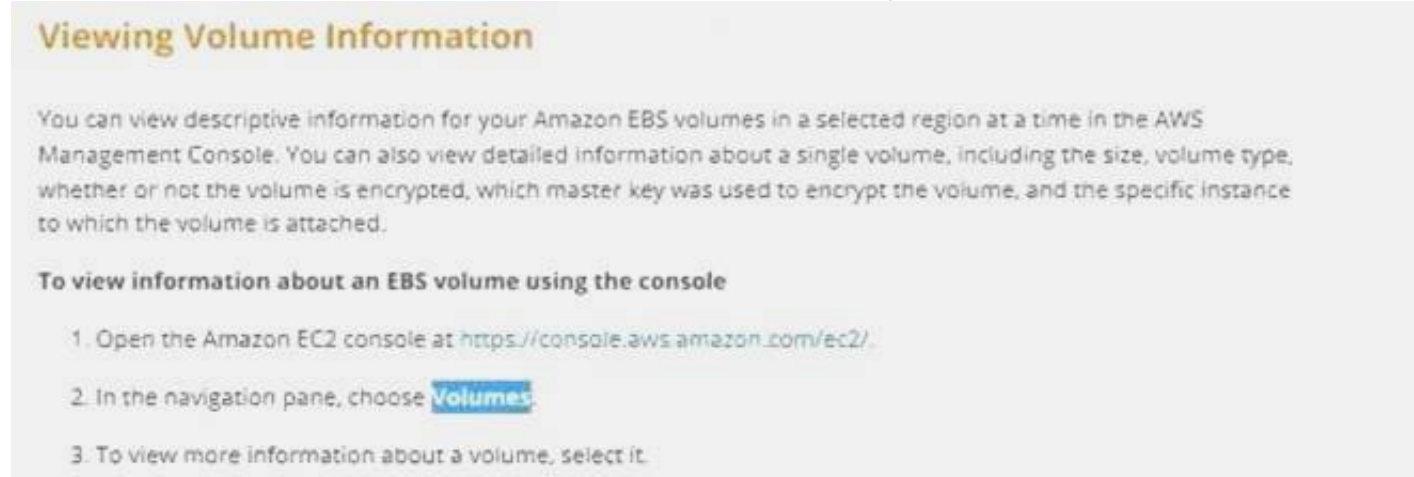 Viewing Volume Information
You can view descriptive information for your Amazon EBS volumes in a selected region at a time in the AWS
Management Console. You can also view detailed information about a single volume, including the size, volume type,
whether or not the volume is encrypted, which master key was used to encrypt the volume, and the specific instance
to which the volume is attached.
To view information about an EBS volume using the console
1. Open the Amazon EC2 console at https://console.aws.amazon.com/ec2/.
2. In the navigation pane, choose Volumes.
3. To view more information about a volume, select it.